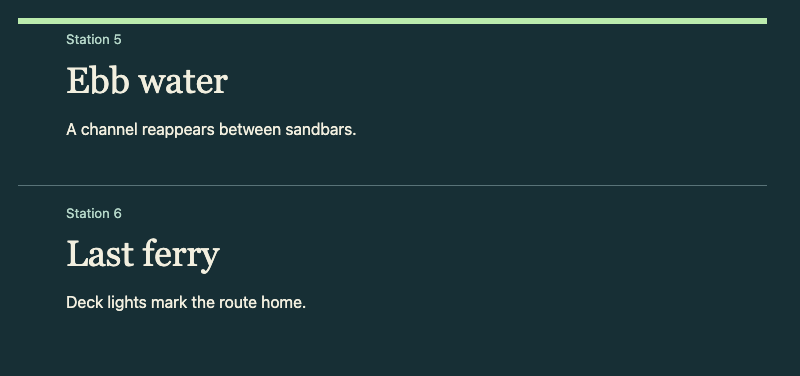 Station 5
Ebb water
A channel reappears between sandbars.
Station 6
Last ferry
Deck lights mark the route home.